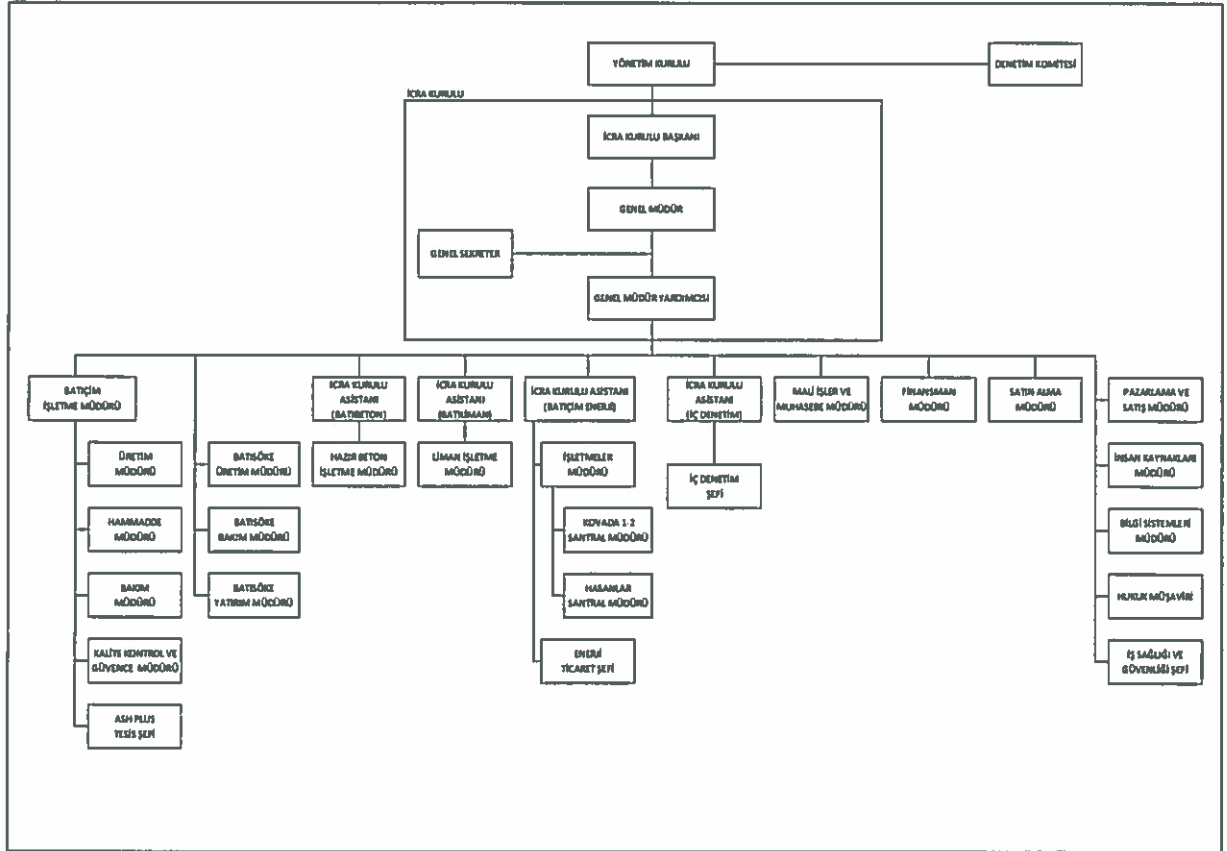 YÖNETİM KURULU
DENETİM KOMİTESİ
İCRA KURULU
İCRA KURULU BAŞKANI
GENEL MÜDÜR
GENEL SEKRETER
GENEL MÜDÜR YARDIMCISI
BATIÇİM
İŞLETME MÜDÜRÜ
İCRA KURULU
ASİSTANI
(BATIBETON)
İCRA KURULU
ASİSTANI
(BATILİMAN)
İCRA KURULU ASİSTANI
(BATIÇİM ENERJİ)
İCRA KURULU
ASİSTANI
(İÇ DENETİM)
MALİ İŞLER VE
MUHASEBE MÜDÜRÜ
FİNANSMAN
MÜDÜRÜ
SATIN ALMA
MÜDÜRÜ
PAZARLAMA VE
SATIŞ MÜDÜRÜ
ÜRETİM
MÜDÜRÜ
BATISÖKE
ÜRETİM MÜDÜRÜ
HAZIR BETON
İŞLETME MÜDÜRÜ
LİMAN İŞLETME
MÜDÜRÜ
İŞLETMELER
MÜDÜRÜ
İÇ DENETİM
ŞEFİ
İNSAN KAYNAKLARI
MÜDÜRÜ
HAMMADDE
MÜDÜRÜ
BATISÖKE
BAKIM MÜDÜRÜ
KOVADA 1-2
SANTRAL MÜDÜRÜ
BİLGİ SİSTEMLERİ
MÜDÜRÜ
BAKIM
MÜDÜRÜ
BATISÖKE
YATIRIM MÜDÜRÜ
HASANLAR
SANTRAL MÜDÜRÜ
HUKUK MÜŞAVİRİ
KALİTE KONTROL VE
GÜVENCE MÜDÜRÜ
ENERJİ
TİCARET ŞEFİ
İŞ SAĞLIĞI VE
GÜVENLİĞİ ŞEFİ
ASH PLUS
TESİS ŞEFİ